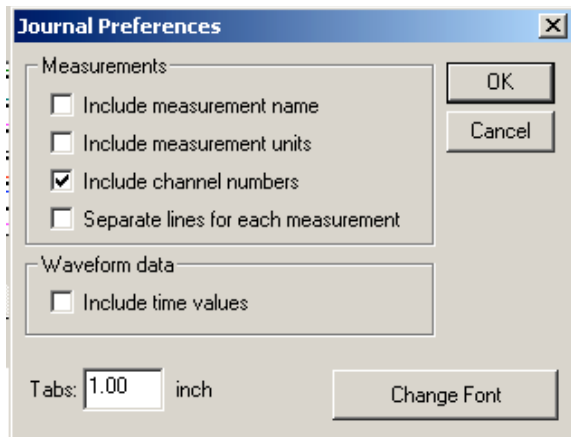 Journal Preferences
Measurements
Include measurement name
Include measurement units
Include channel numbers
Separate lines for each measurement
OK
Cancel
Waveform data
Include time values
Tabs: 1.00 inch
Change Font